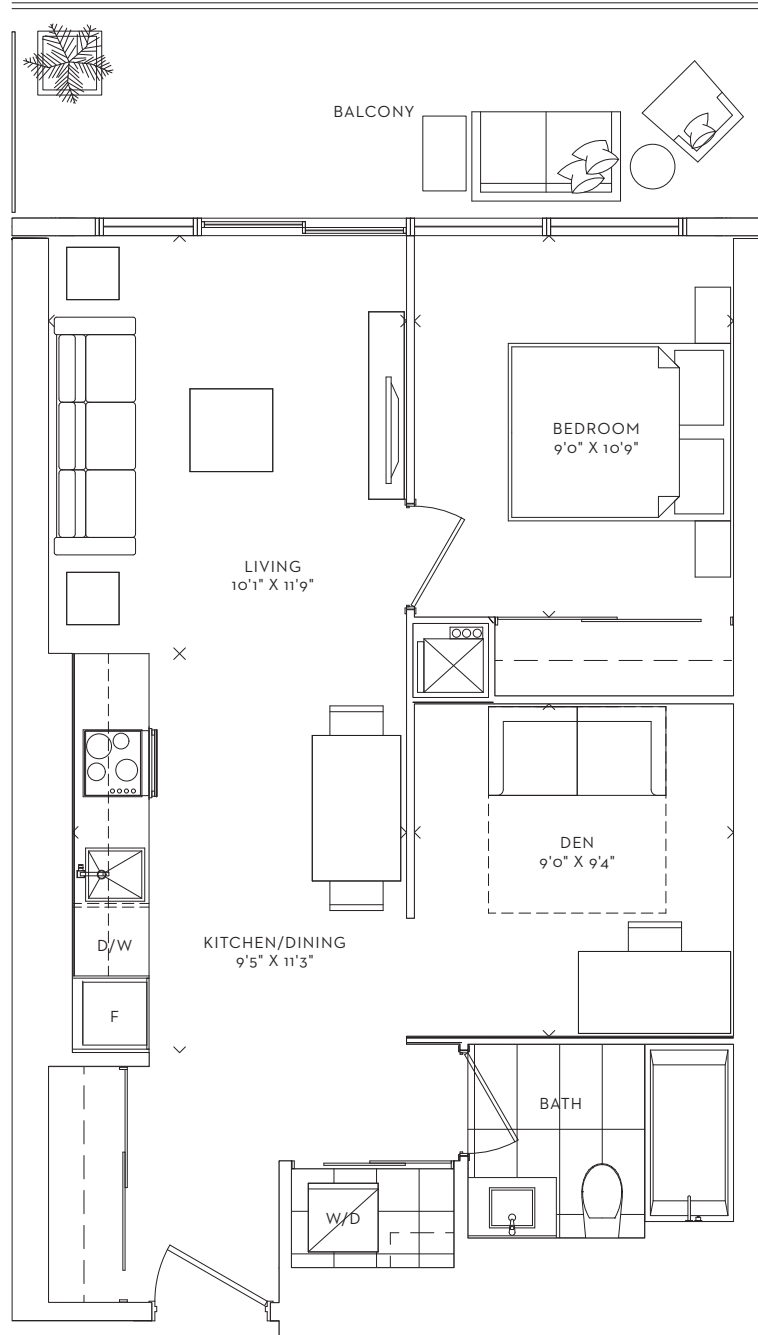 BALCONY
BEDROOM
9'0" X 10'9"
LIVING
10'1" X 11'9"
DEN
9'0" X 9'4"
KITCHEN/DINING
9'5" X 11'3"
D/W
F
BATH
W/D